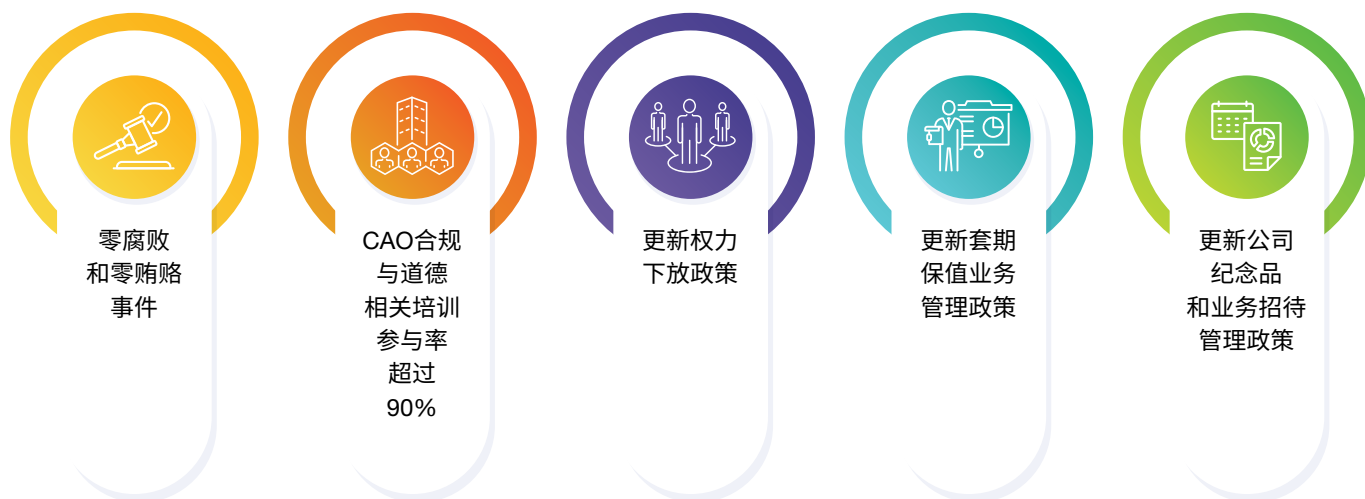 零腐败
和零贿赂
事件
CAO合规
与道德
相关培训
参与率
超过
90%
更新权力
下放政策
更新套期
保值业务
管理政策
更新公司
纪念品
和业务招待
管理政策